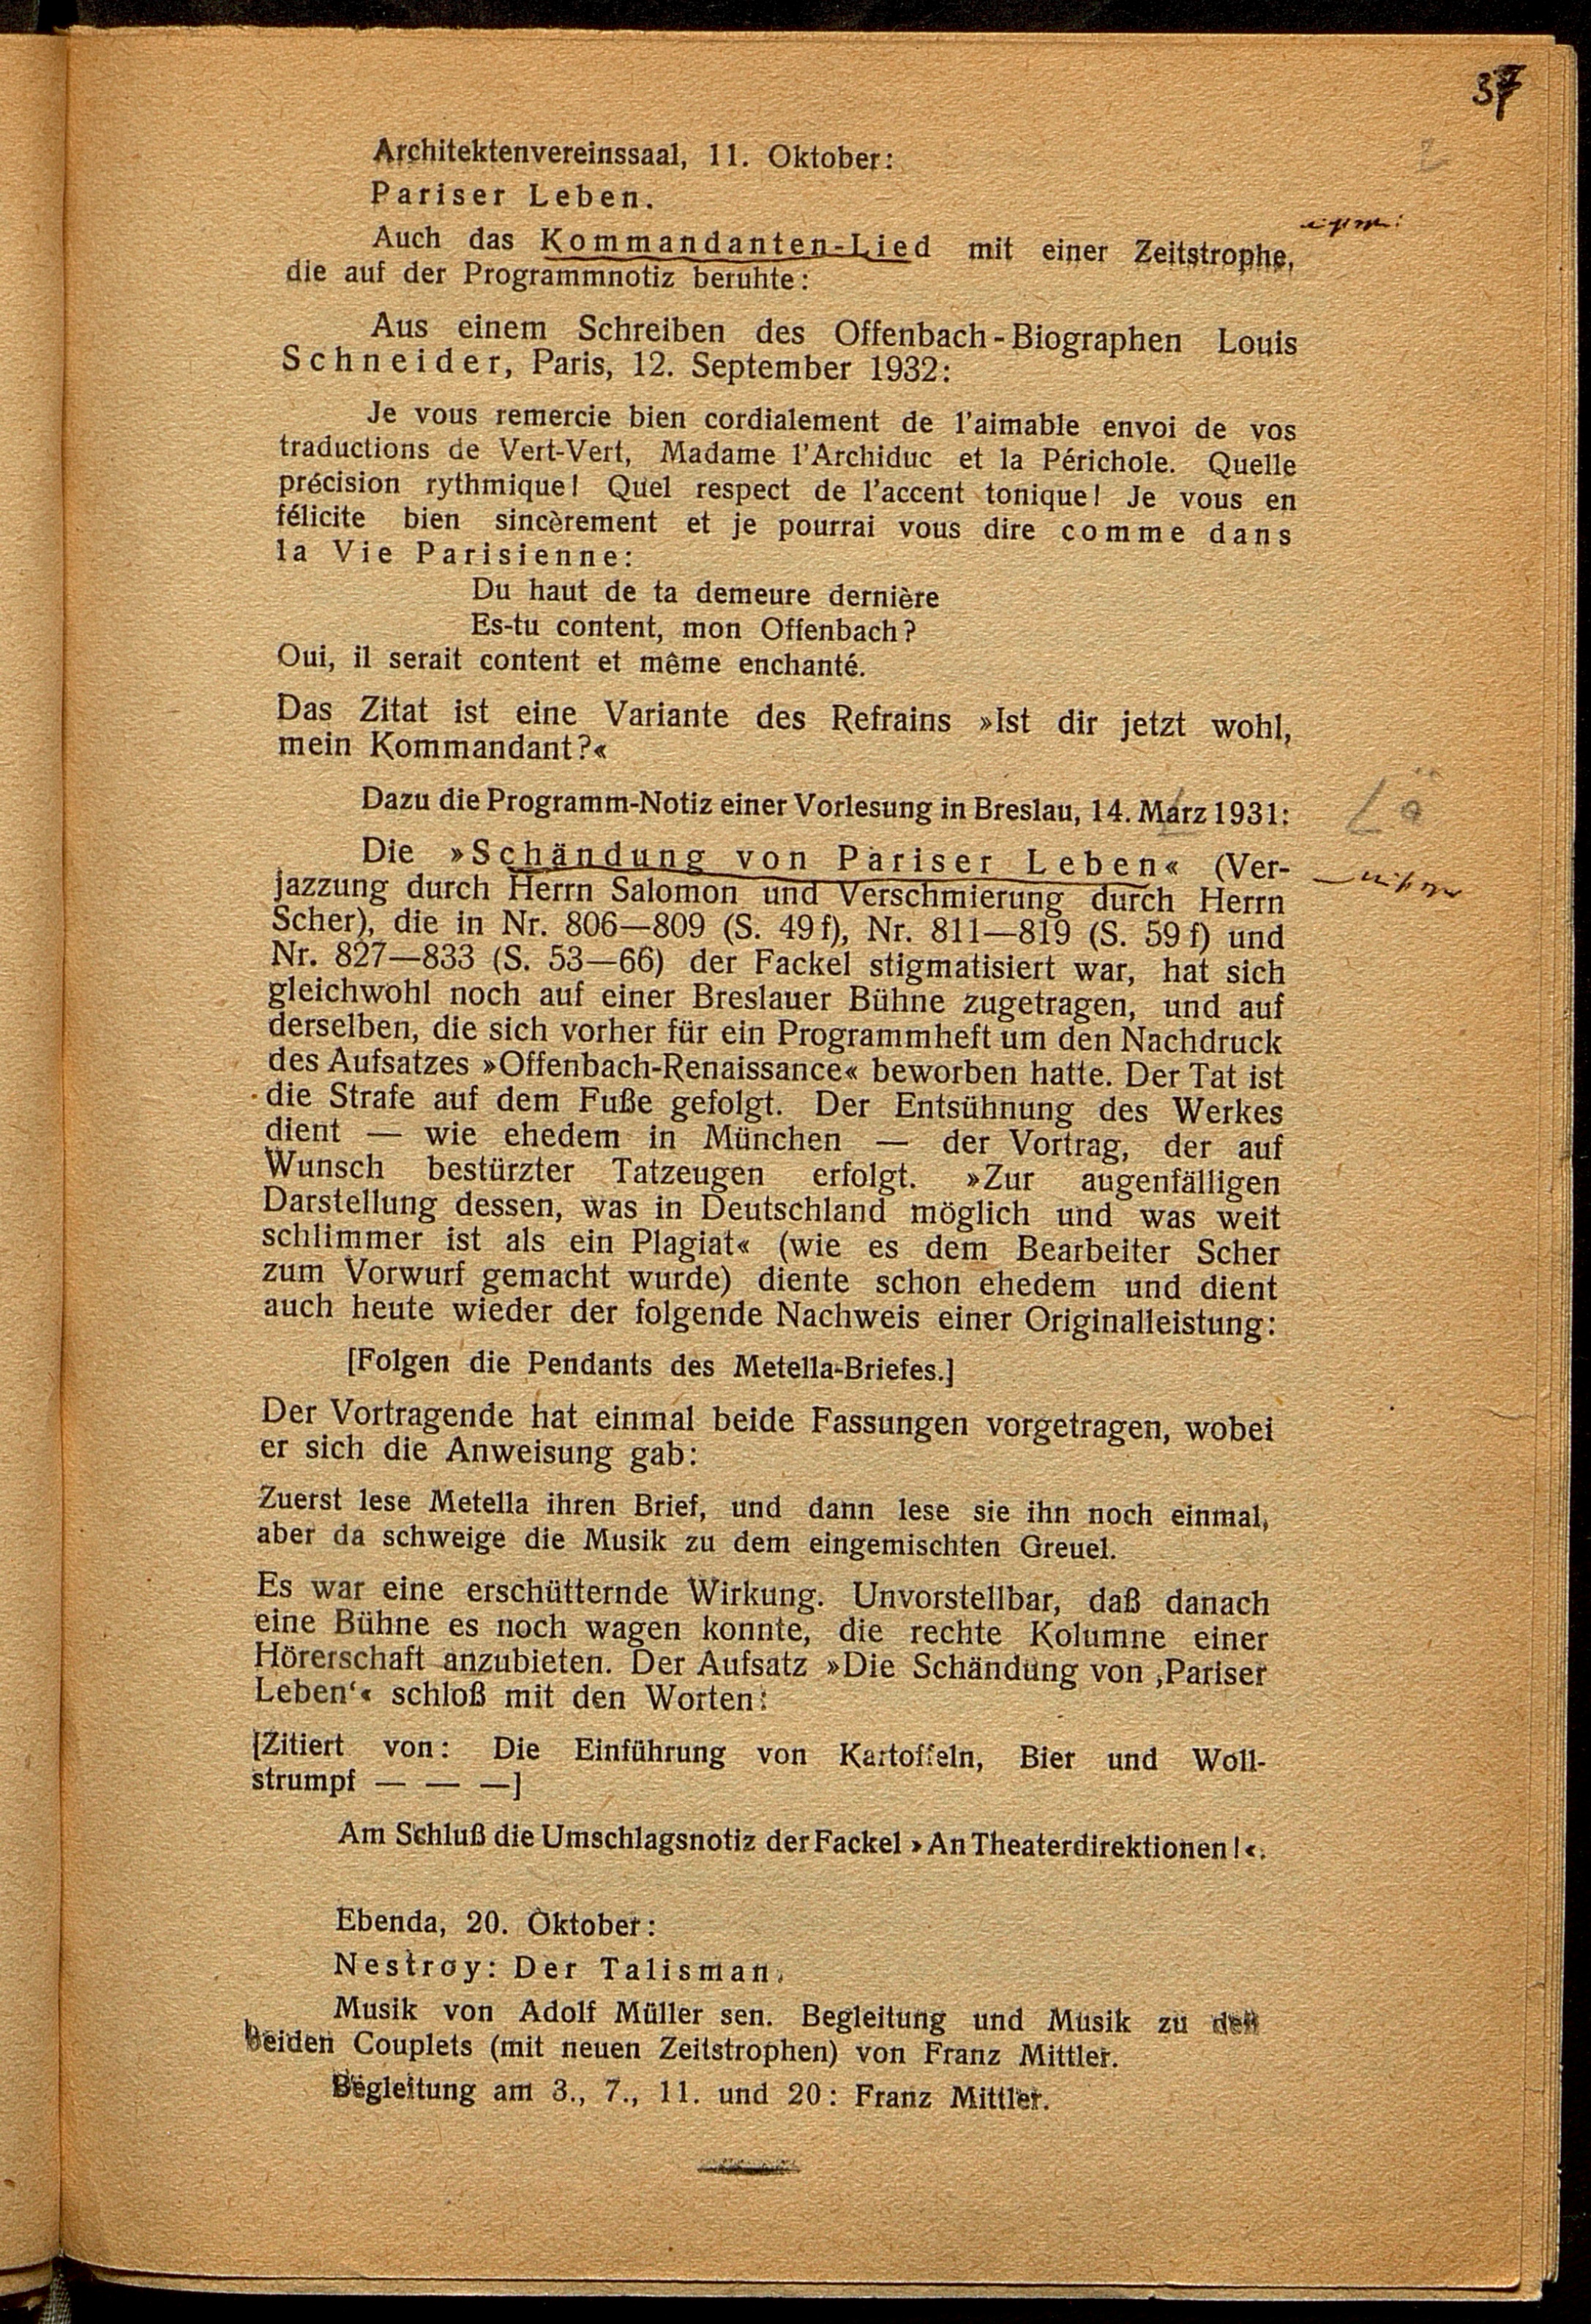 37
Architektenvereinssaal, 11. Oktober:
Pariser Leben.
Auch das Kommandanten-Lied mit einer Zeitstrophe,
die auf der Programmnotiz beruhte:
Aus einem Schreiben des Offenbach-Biographen Louis
Schneider, Paris, 12. September 1932:
Je vous remercie bien cordialement de l'aimable envoi de vos
traductions de Vert-Vert, Madame l'Archiduc et la Périchole. Quelle
précision rythmique! Quel respect de l'accent tonique! Je vous en
félicite bien sincèrement et je pourrai vous dire comme dans
la Vie Parisienne:
Du haut de ta demeure dernière
Es-tu content, mon Offenbach?
Oui, il serait content et même enchanté.
Das Zitat ist eine Variante des Refrains »Ist dir jetzt wohl,
mein Kommandant?«
Dazu die Programm-Notiz einer Vorlesung in Breslau, 14. Marz 1931:
ä
Die »Schändung von Pariser Leben« (Ver-
jazzung durch Herrn Salomon und Verschmierung durch Herrn
Scher), die in Nr. 806—809 (S. 49 f), Nr. 811—819 (S. 59 f) und
Nr. 827—833 (S. 53—66) der Fackel stigmatisiert war, hat sich
gleichwohl noch auf einer Breslauer Bühne zugetragen, und auf
derselben, die sich vorher für ein Programmheft um den Nachdruck
des Aufsatzes »Offenbach-Renaissance« beworben hatte. Der Tat ist
die Strafe auf dem Fuße gefolgt. Der Entsühnung des Werkes
dient — wie ehedem in München — der Vortrag, der auf
Wunsch bestürzter Tatzeugen erfolgt. »Zur augenfälligen
Darstellung dessen, was in Deutschland möglich und was weit
schlimmer ist als ein Plagiat« (wie es dem Bearbeiter Scher
zum Vorwurf gemacht wurde) diente schon ehedem und dient
auch heute wieder der folgende Nachweis einer Originalleistung:
[Folgen die Pendants des Metella-Briefes.]
Der Vortragende hat einmal beide Fassungen vorgetragen, wobei
er sich die Anweisung gab:
Zuerst lese Metella ihren Brief, und dann lese sie ihn noch einmal,
aber da schweige die Musik zu dem eingemischten Greuel.
Es war eine erschütternde Wirkung. Unvorstellbar, daß danach
eine Bühne es noch wagen konnte, die rechte Kolumne einer
Hörerschaft anzubieten. Der Aufsatz »Die Schändung von ‚Pariser
Leben‘« schloß mit den Worten:
[Zitiert von: Die Einführung von Kartoffeln, Bier und Woll-
strumpf — — —]
Am Schluß die Umschlagsnotiz der Fackel »An Theaterdirektionen!«.
Ebenda, 20. Oktober:
Nestroy: Der Talisman.
Musik von Adolf Müller sen. Begleitung und Musik zu den
beiden Couplets (mit neuen Zeitstrophen) von Franz Mittler.
Begleitung am 3., 7., 11. und 20: Franz Mittler.